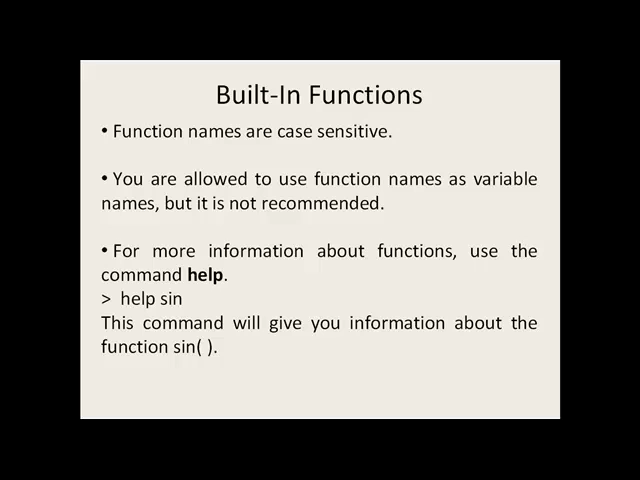 Built-In Functions
• Function names are case sensitive.
• You are allowed to use function names as variable
names, but it is not recommended.
• For more information about functions, use the
command help.
> help sin
This command will give you information about the
function sin( ).